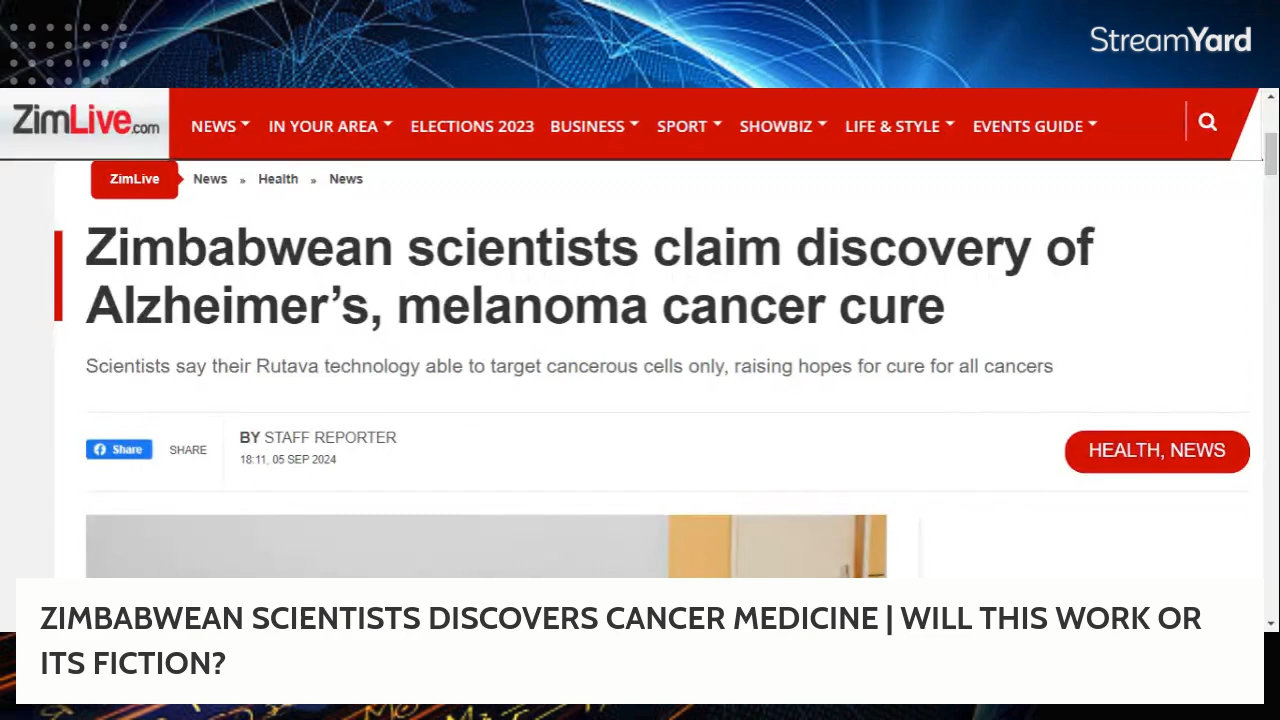 StreamYard
ZimLive.com
NEWS IN YOUR AREA ELECTIONS 2023 BUSINESS SPORT SHOWBIZ LIFE & STYLE EVENTS GUIDE
ZimLive News » Health » News
Zimbabwean scientists claim discovery of
Alzheimer’s, melanoma cancer cure
Scientists say their Rutava technology able to target cancerous cells only, raising hopes for cure for all cancers
Share SHARE
BY STAFF REPORTER
18:11, 05 SEP 2024
HEALTH, NEWS
ZIMBABWEAN SCIENTISTS DISCOVERS CANCER MEDICINE | WILL THIS WORK OR
ITS FICTION?